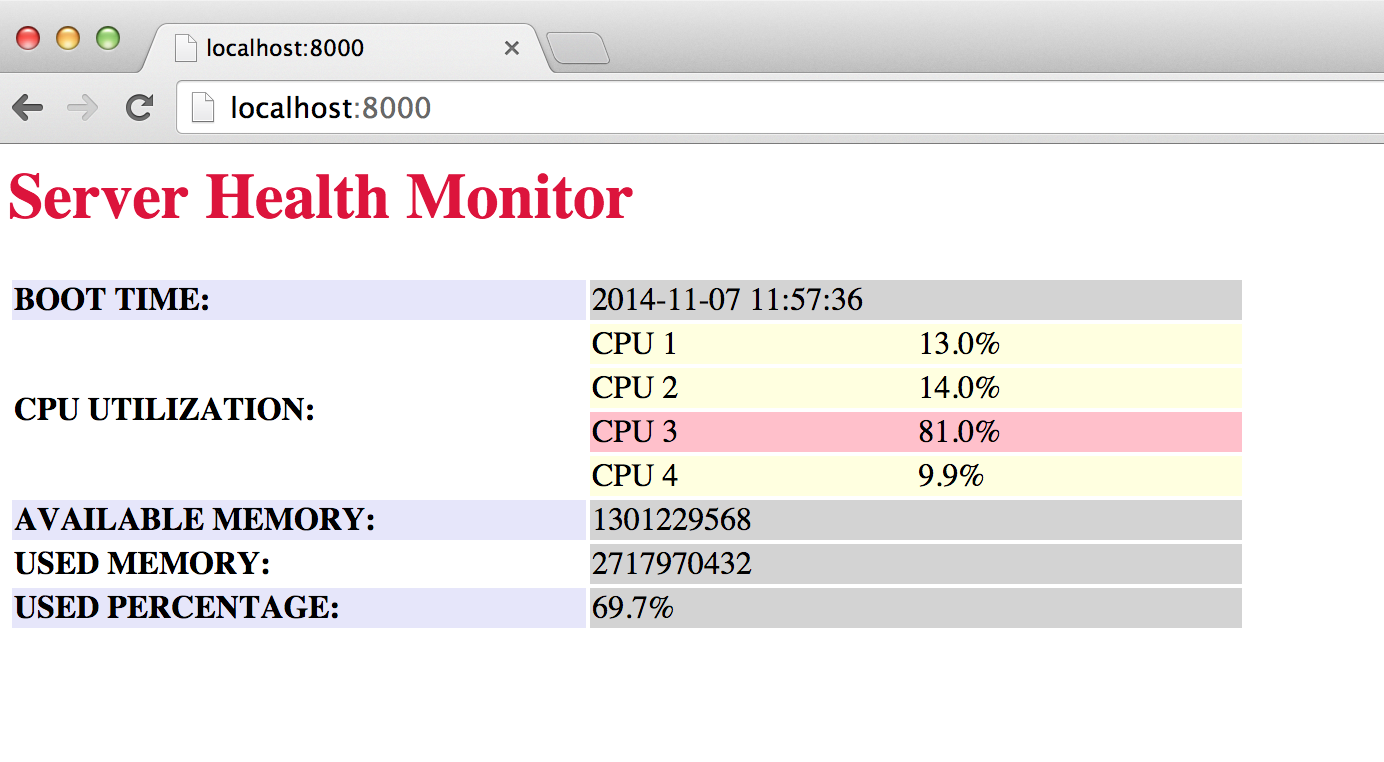 localhost:8000
localhost:8000
Server Health Monitor
BOOT TIME: 2014-11-07 11:57:36
CPU UTILIZATION:
CPU 1 13.0%
CPU 2 14.0%
CPU 3 81.0%
CPU 4 9.9%
AVAILABLE MEMORY: 1301229568
USED MEMORY: 2717970432
USED PERCENTAGE: 69.7%